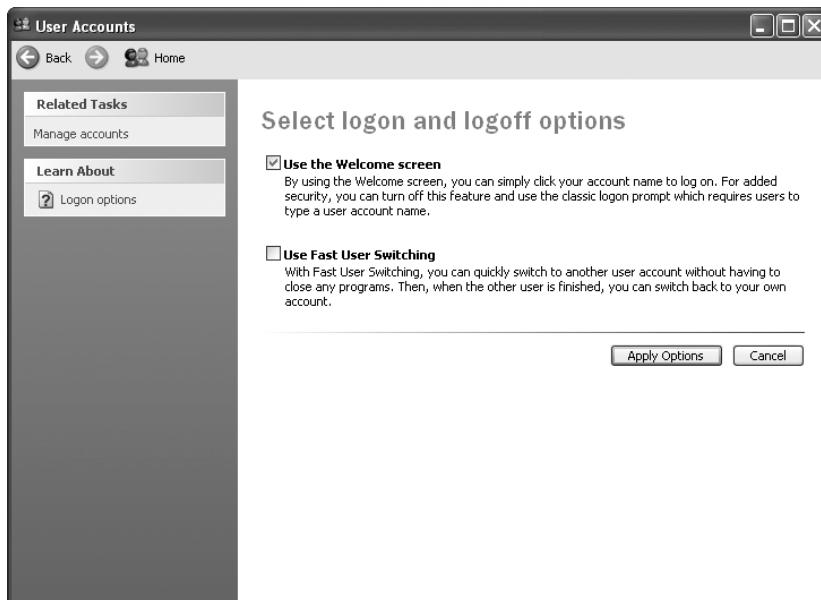 User Accounts
Back Home
Related Tasks
Manage accounts
Learn About
Logon options
Select logon and logoff options
Use the Welcome screen
By using the Welcome screen, you can simply click your account name to log on. For added
security, you can turn off this feature and use the classic logon prompt which requires users to
type a user account name.
Use Fast User Switching
With Fast User Switching, you can quickly switch to another user account without having to
close any programs. Then, when the other user is finished, you can switch back to your own
account.
Apply Options Cancel